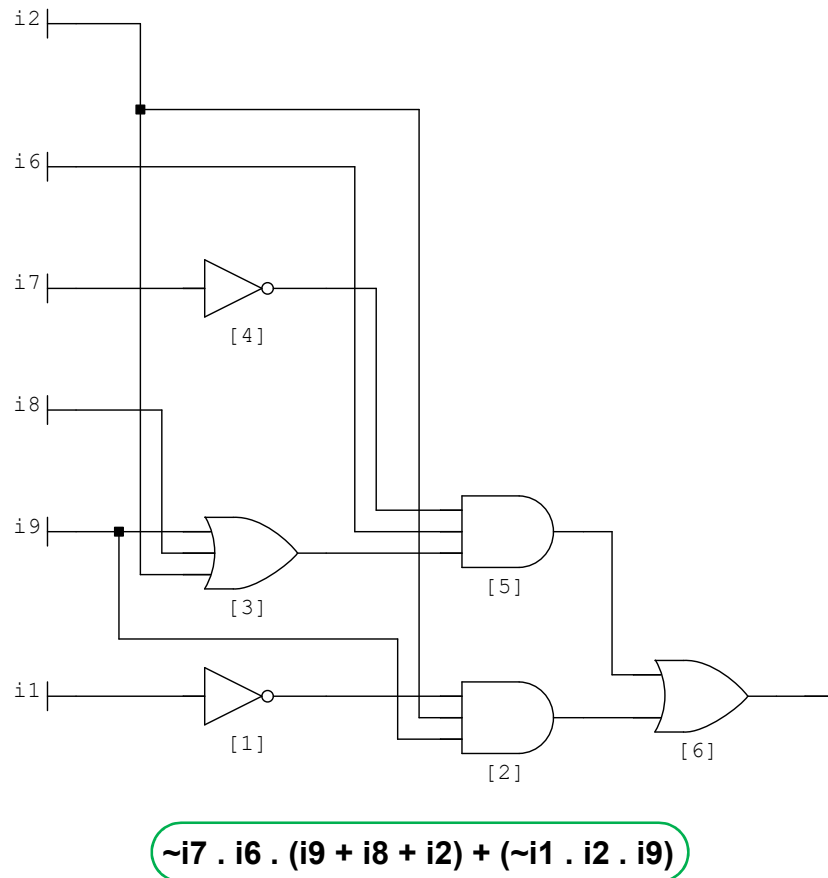 i2
i6
i7
[4]
i8
i9
[5]
[3]
i1
[1]
[2]
[6]
~i7 . i6 . (i9 + i8 + i2) + (~i1 . i2 . i9)